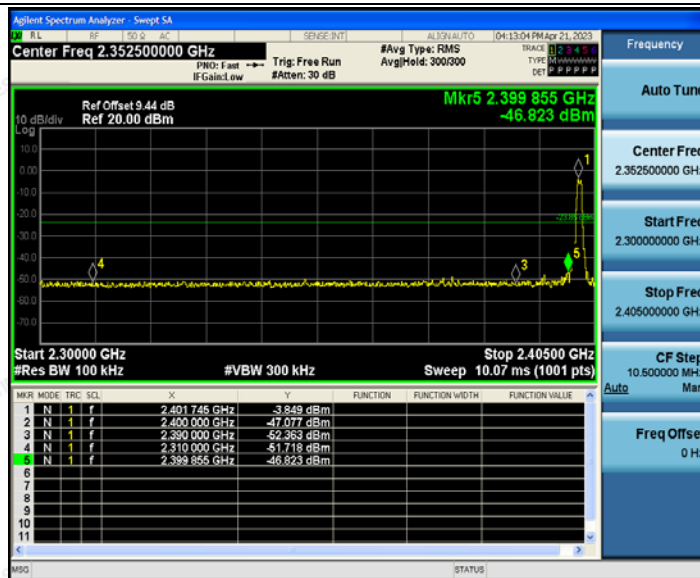 Agilent Spectrum Analyzer - Swept SA
RL RF 50 Ω AC SENSE:INT ALIGN AUTO 04:13:04 PM Apr 21, 2023
Center Freq 2.352500000 GHz
PNO: Fast
IFGain:Low
Trig: Free Run
#Atten: 30 dB
#Avg Type: RMS
Avg|Hold: 300/300
TRACE 1 2 3 4 5 6
TYPE M W W W W W
DET P P P P P P
Ref Offset 9.44 dB
10 dB/div Ref 20.00 dBm
Log
Mkr5 2.399 855 GHz
-46.823 dBm
10.0
0.00
-10.0
-20.0
-30.0
-40.0
-50.0
-60.0
-70.0
1
4
3
5
Start 2.30000 GHz
#Res BW 100 kHz
#VBW 300 kHz
Stop 2.40500 GHz
Sweep 10.07 ms (1001 pts)
MKR MODE TRC SCL X Y FUNCTION FUNCTION WIDTH FUNCTION VALUE
1 N 1 f 2.401 745 GHz -3.849 dBm
2 N 1 f 2.400 000 GHz -47.077 dBm
3 N 1 f 2.390 000 GHz -52.363 dBm
4 N 1 f 2.310 000 GHz -51.718 dBm
5 N 1 f 2.399 855 GHz -46.823 dBm
6
7
8
9
10
11
MSG STATUS
Frequency
Auto Tune
Center Freq
2.352500000 GHz
Start Freq
2.300000000 GHz
Stop Freq
2.405000000 GHz
CF Step
10.500000 MHz
Auto Man
Freq Offset
0 Hz